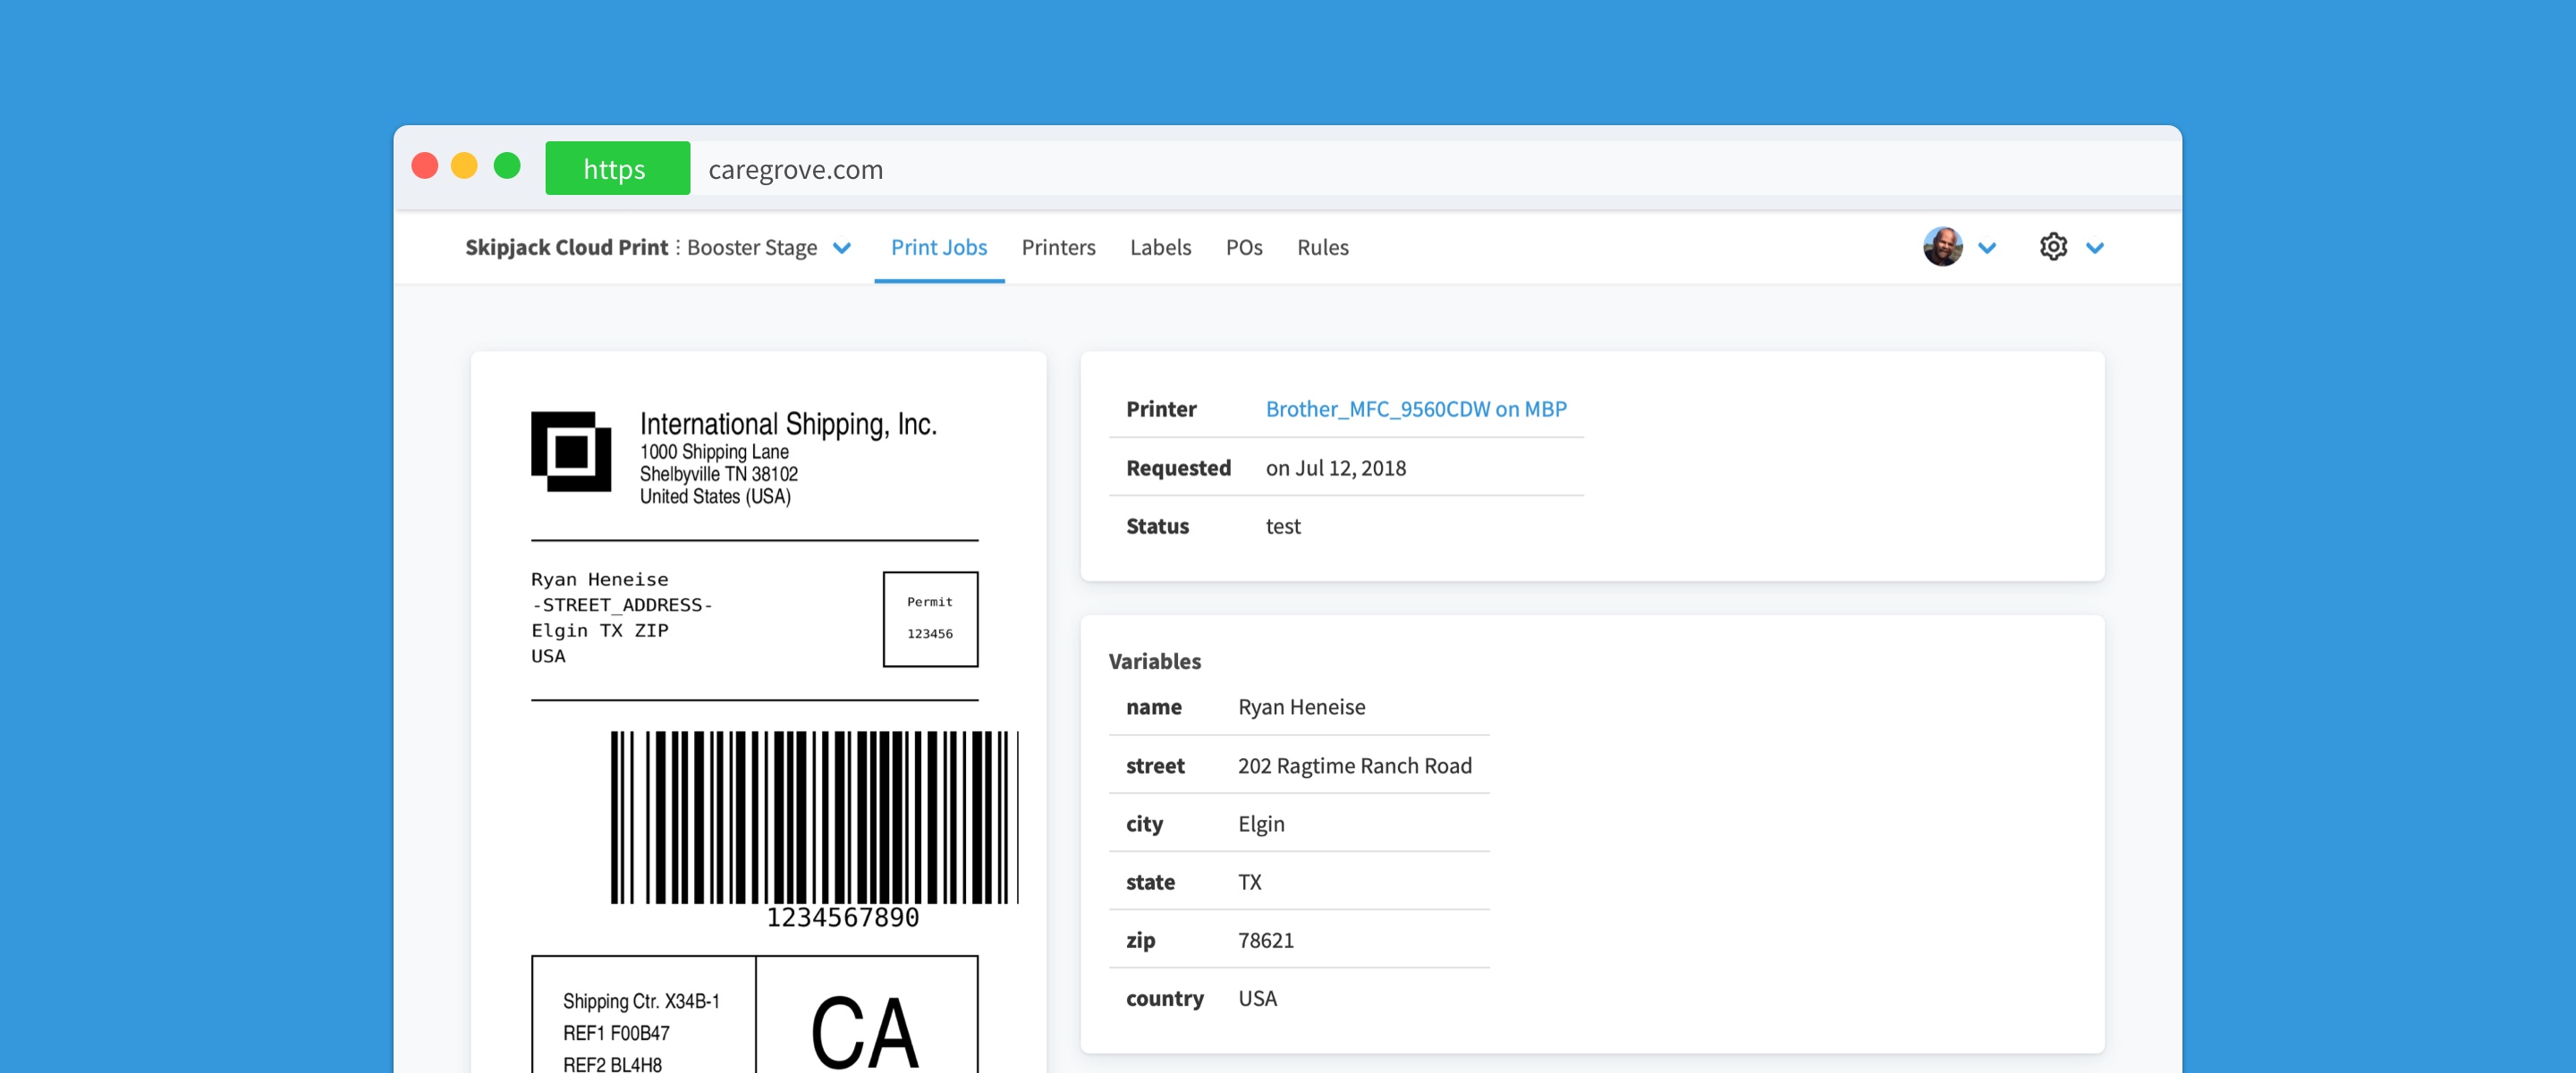 https caregrove.com
Skipjack Cloud Print ⋮ Booster Stage Print Jobs Printers Labels POs Rules
International Shipping, Inc.
1000 Shipping Lane
Shelbyville TN 38102
United States (USA)
Ryan Heneise
-STREET_ADDRESS-
Elgin TX ZIP
USA
Permit
123456
1234567890
Shipping Ctr. X34B-1
REF1 F00B47
REF2 BL4H8
CA
Printer Brother_MFC_9560CDW on MBP
Requested on Jul 12, 2018
Status test
Variables
name Ryan Heneise
street 202 Ragtime Ranch Road
city Elgin
state TX
zip 78621
country USA